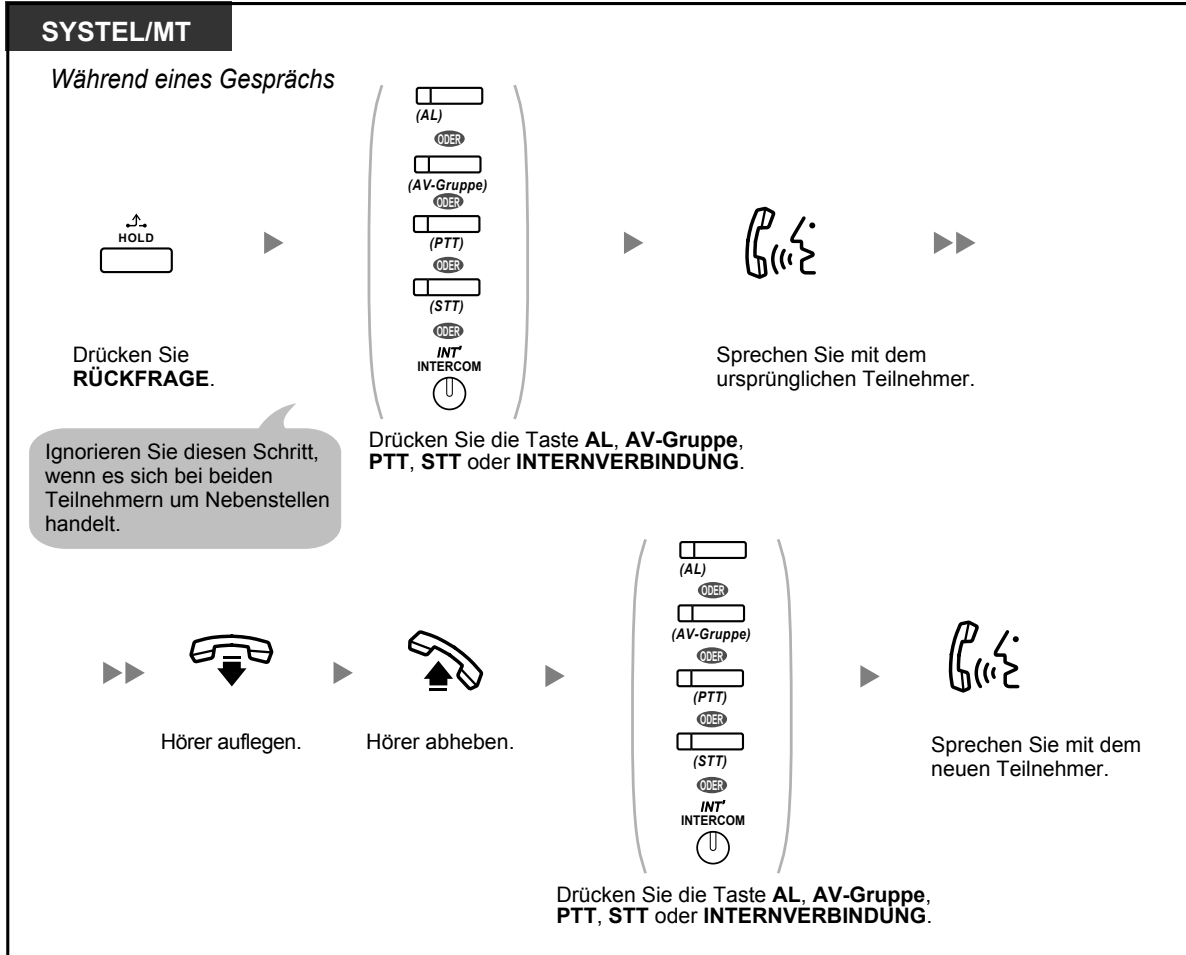 SYSTEL/MT
Während eines Gesprächs
(AL)
ODER
(AV-Gruppe)
ODER
(PTT)
ODER
(STT)
ODER
INT'
INTERCOM
HOLD
Drücken Sie
RÜCKFRAGE.
Ignorieren Sie diesen Schritt,
wenn es sich bei beiden
Teilnehmern um Nebenstellen
handelt.
Drücken Sie die Taste AL, AV-Gruppe,
PTT, STT oder INTERNVERBINDUNG.
Sprechen Sie mit dem
ursprünglichen Teilnehmer.
Hörer auflegen.
Hörer abheben.
(AL)
ODER
(AV-Gruppe)
ODER
(PTT)
ODER
(STT)
ODER
INT'
INTERCOM
Drücken Sie die Taste AL, AV-Gruppe,
PTT, STT oder INTERNVERBINDUNG.
Sprechen Sie mit dem
neuen Teilnehmer.